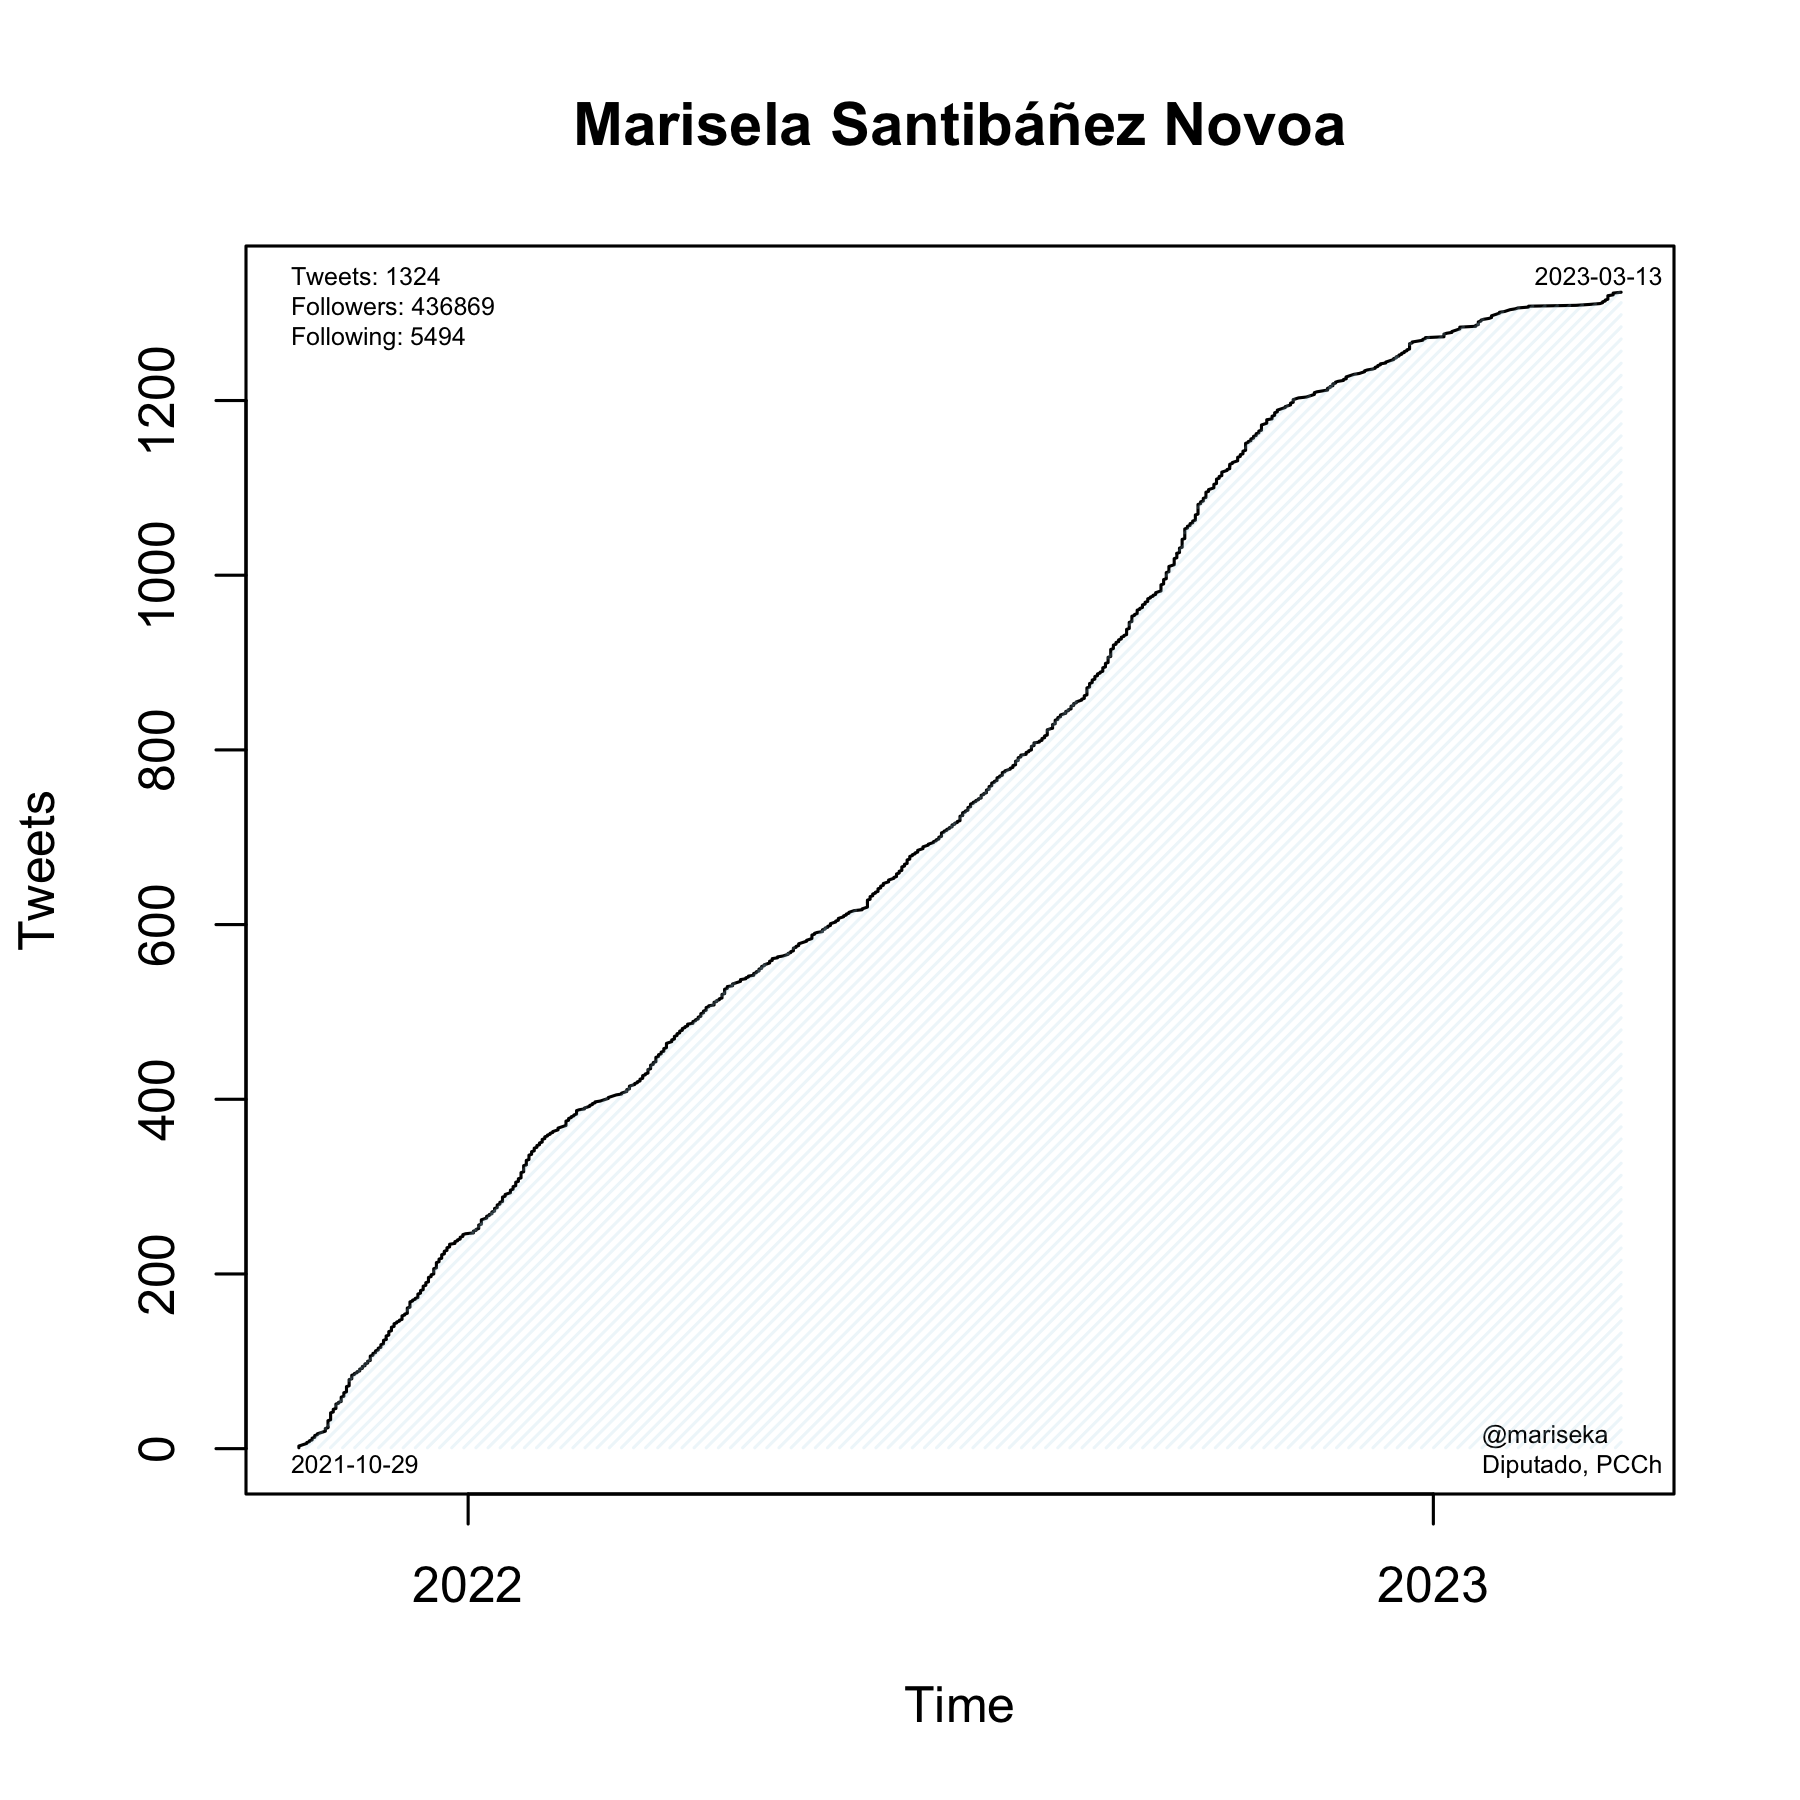 Marisela Santibáñez Novoa
Tweets: 1324
Followers: 436869
Following: 5494
2023-03-13
1200
1000
800
600
400
200
0
Tweets
2021-10-29
@mariseka
Diputado, PCCh
2022
2023
Time